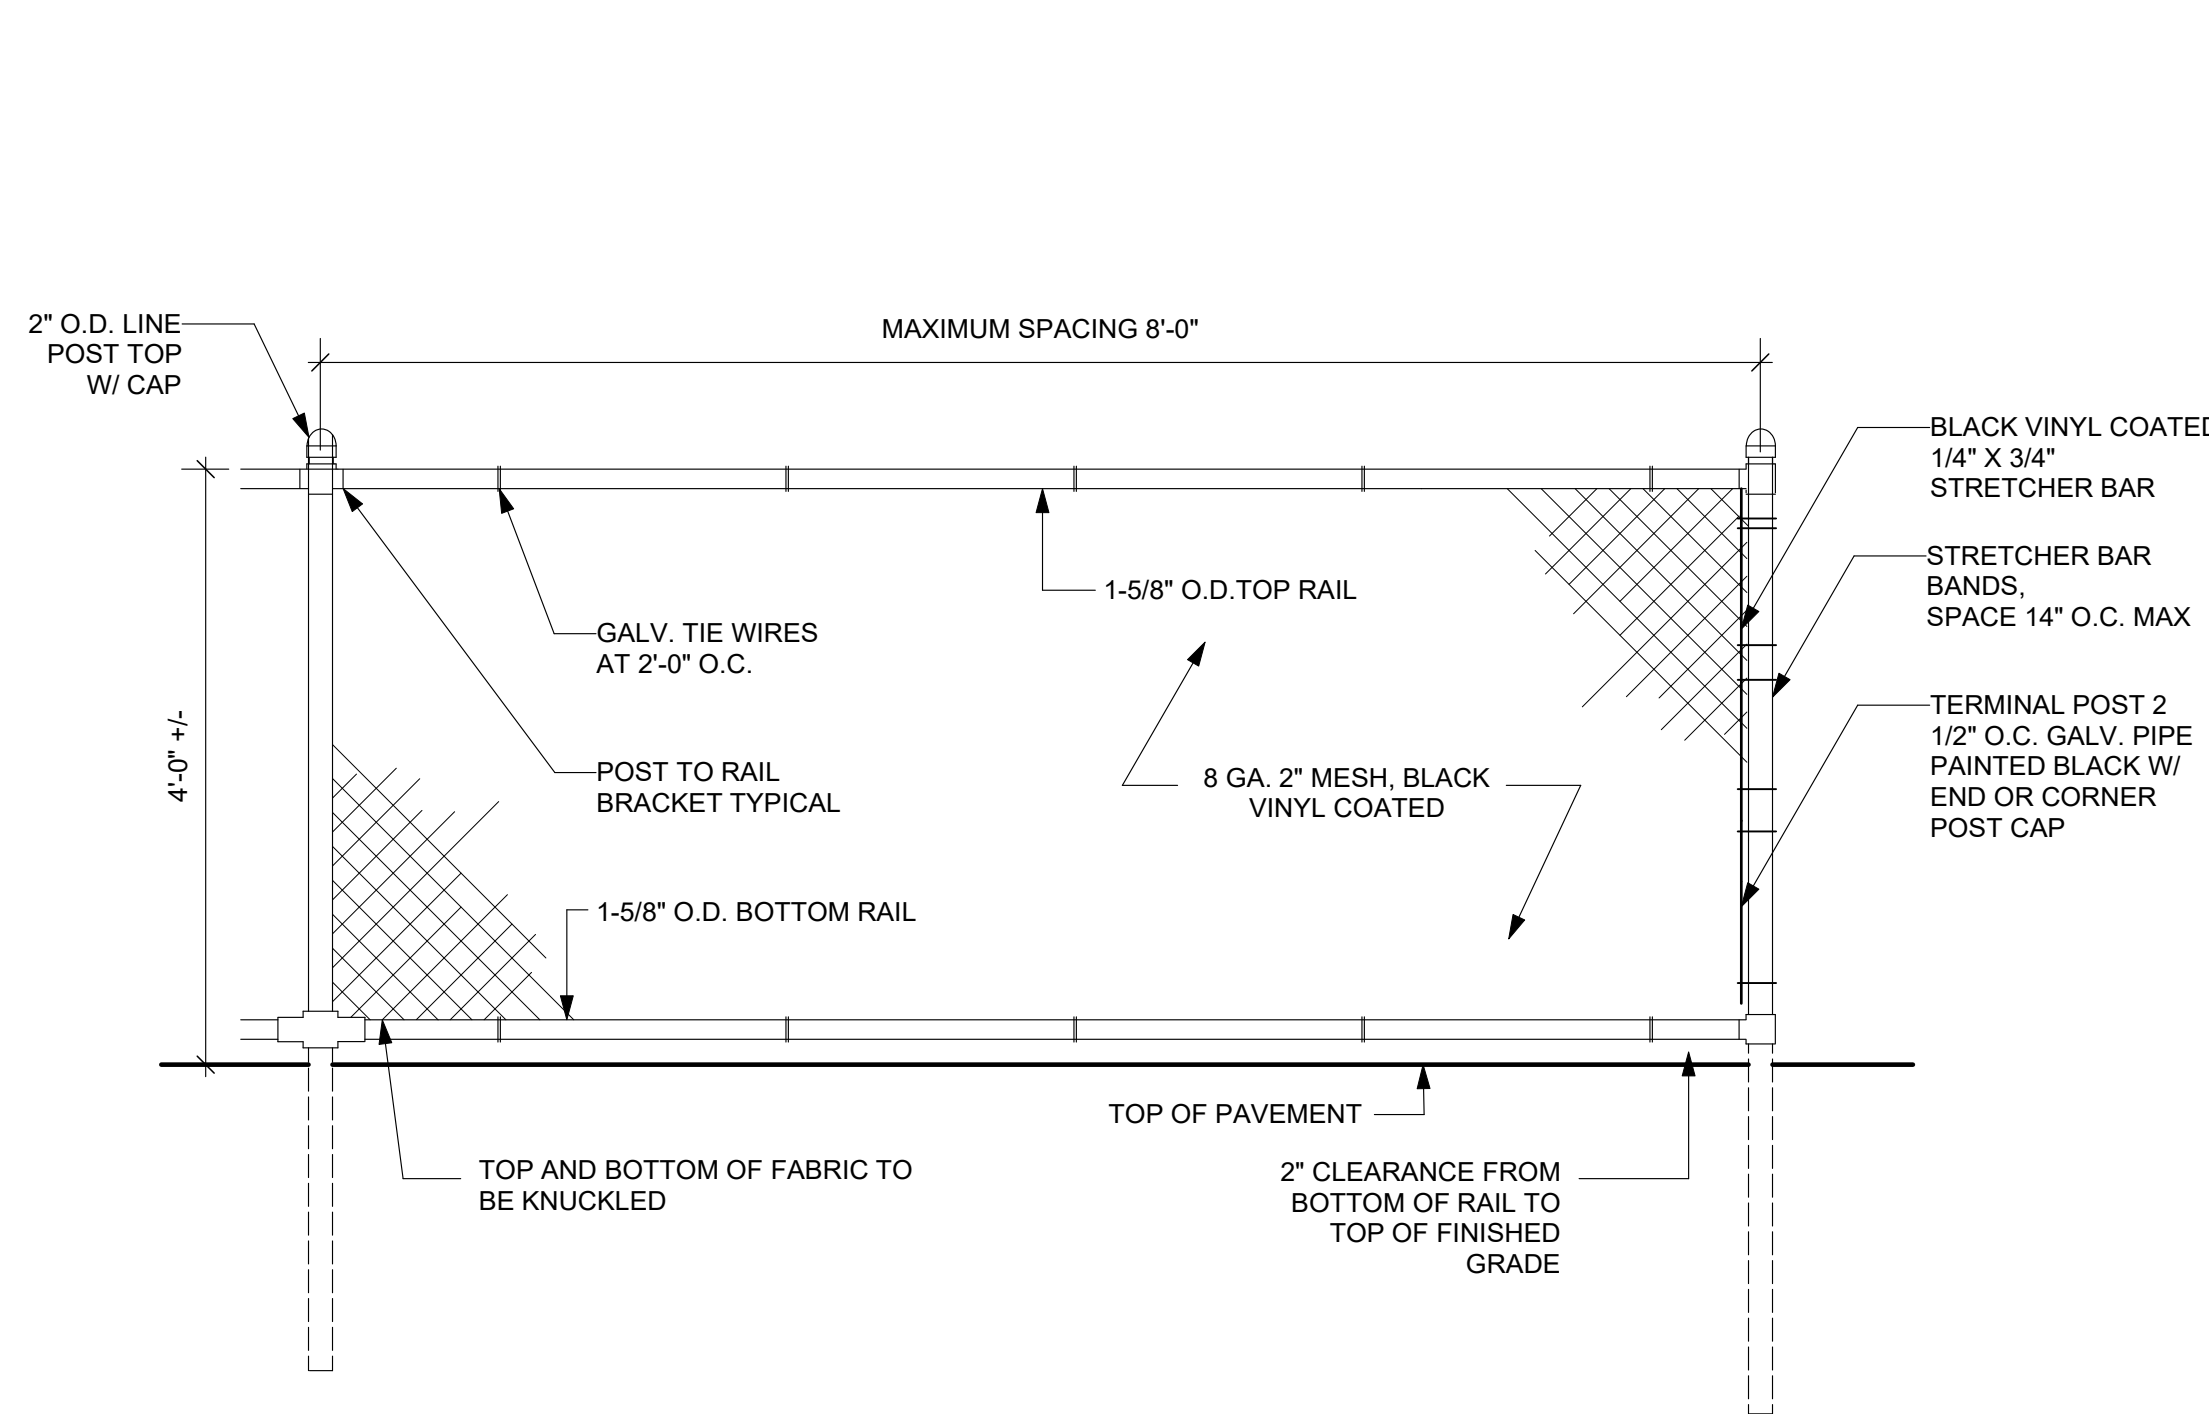 MAXIMUM SPACING 8'-0"
2" O.D. LINE
POST TOP
W/ CAP
BLACK VINYL COATED
1/4" X 3/4"
STRETCHER BAR
STRETCHER BAR
BANDS,
SPACE 14" O.C. MAX
1-5/8" O.D.TOP RAIL
GALV. TIE WIRES
AT 2'-0" O.C.
TERMINAL POST 2
1/2" O.C. GALV. PIPE
PAINTED BLACK W/
END OR CORNER
POST CAP
4'-0" +/-
POST TO RAIL
BRACKET TYPICAL
8 GA. 2" MESH, BLACK
VINYL COATED
1-5/8" O.D. BOTTOM RAIL
TOP OF PAVEMENT
TOP AND BOTTOM OF FABRIC TO
BE KNUCKLED
2" CLEARANCE FROM
BOTTOM OF RAIL TO
TOP OF FINISHED
GRADE